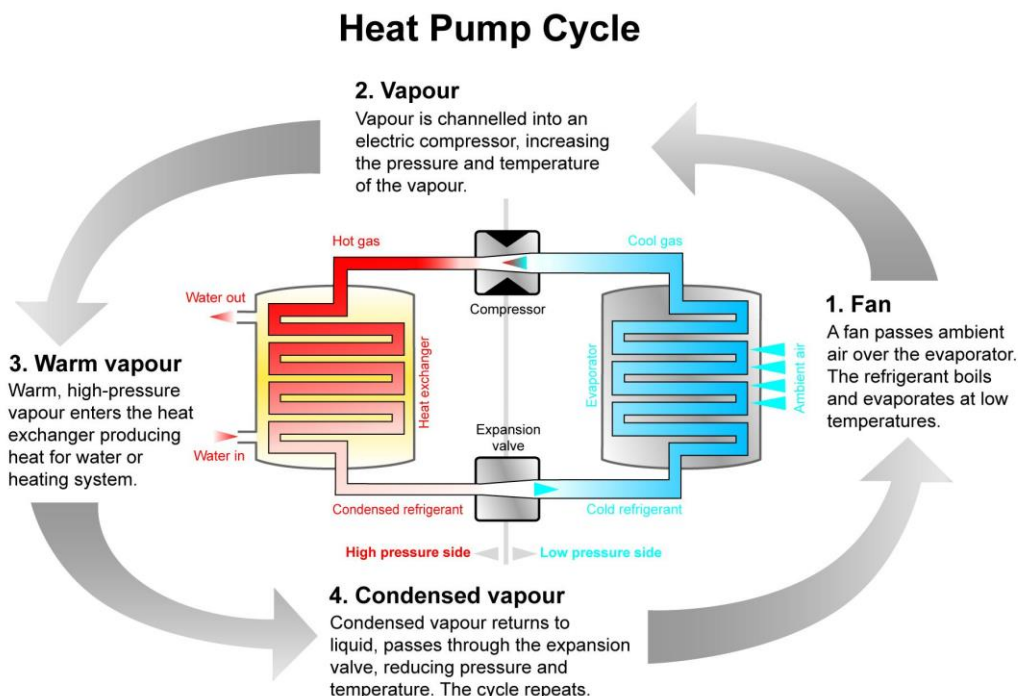 Heat Pump Cycle
2. Vapour
Vapour is channelled into an
electric compressor, increasing
the pressure and temperature
of the vapour.
Hot gas
Cool gas
Compressor
Water out
Heat exchanger
Water in
Evaporator
Ambient air
1. Fan
A fan passes ambient
air over the evaporator.
The refrigerant boils
and evaporates at low
temperatures.
3. Warm vapour
Warm, high-pressure
vapour enters the heat
exchanger producing
heat for water or
heating system.
Expansion
valve
Condensed refrigerant
Cold refrigerant
High pressure side
Low pressure side
4. Condensed vapour
Condensed vapour returns to
liquid, passes through the expansion
valve, reducing pressure and
temperature. The cycle repeats.